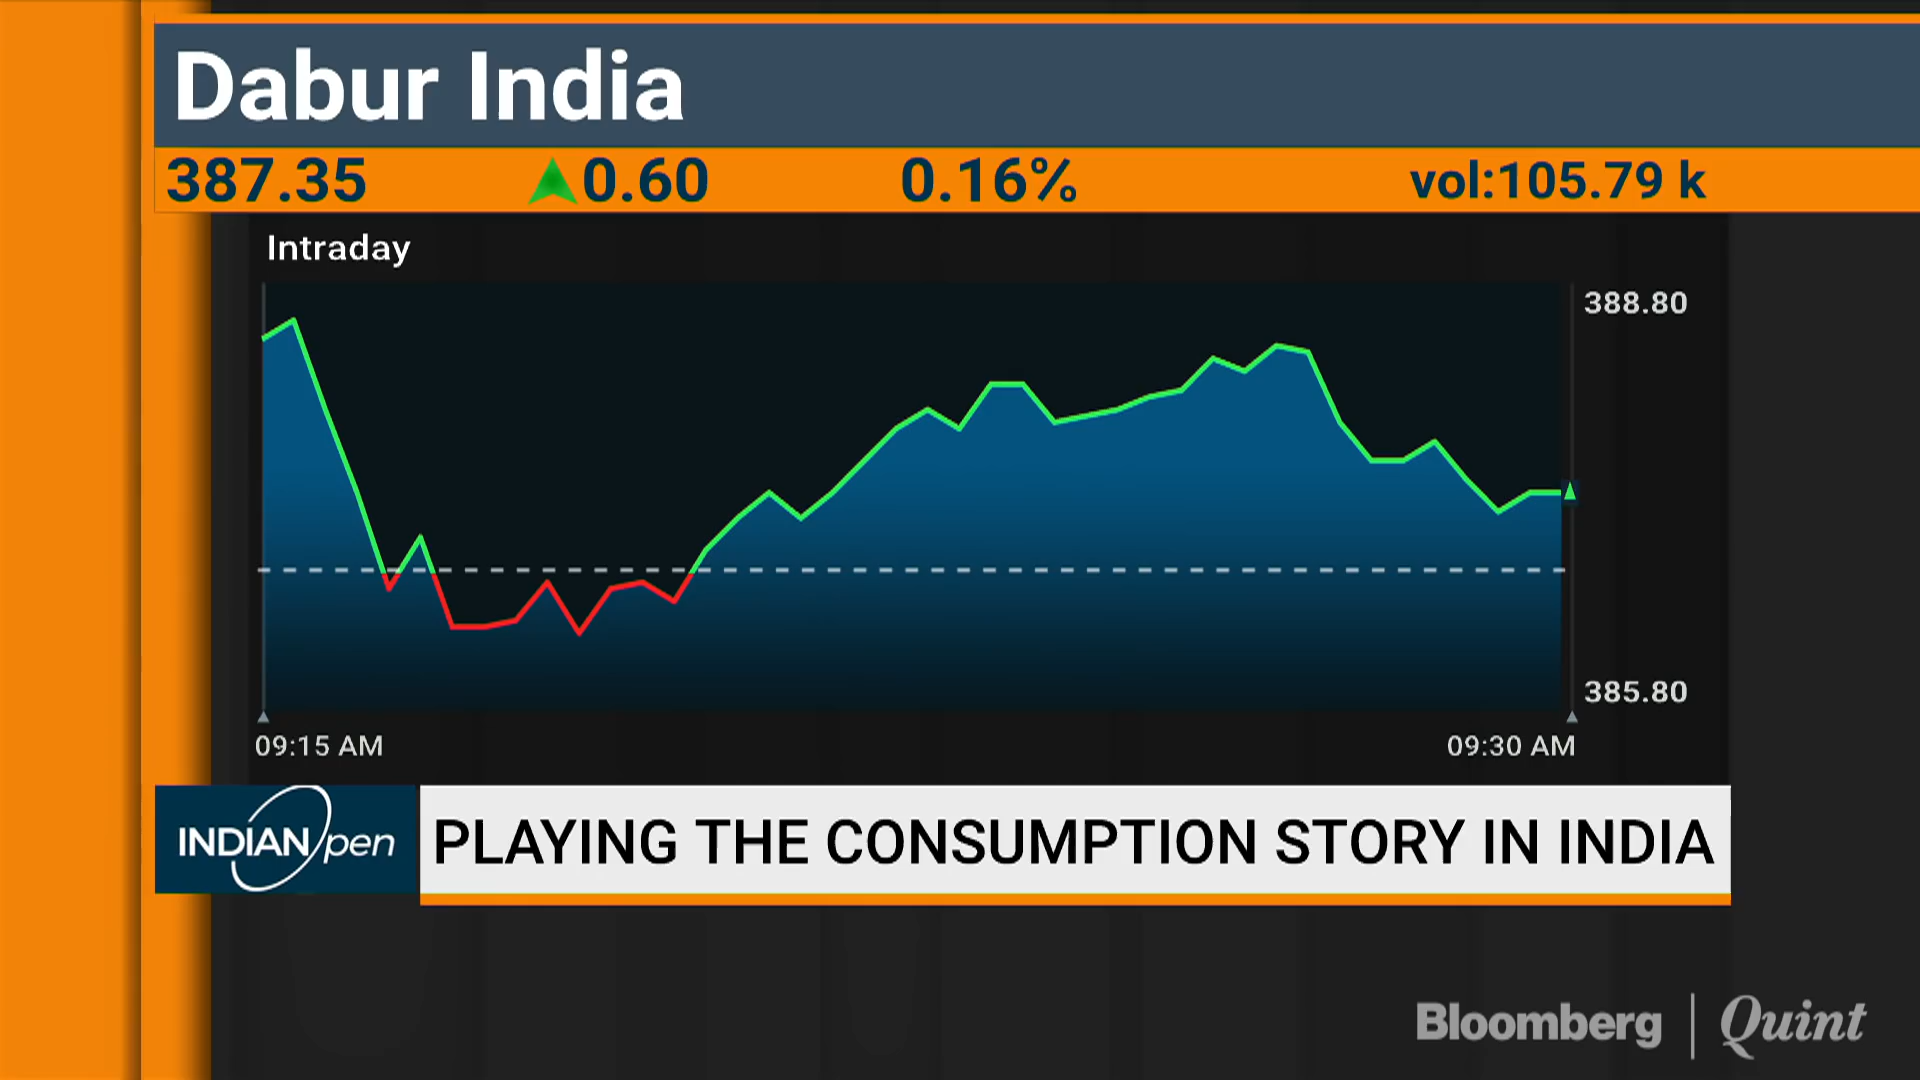 Dabur India
387.35 0.60 0.16% vol:105.79 k
Intraday
388.80
385.80
09:15 AM 09:30 AM
INDIAN Open PLAYING THE CONSUMPTION STORY IN INDIA
Bloomberg | Quint